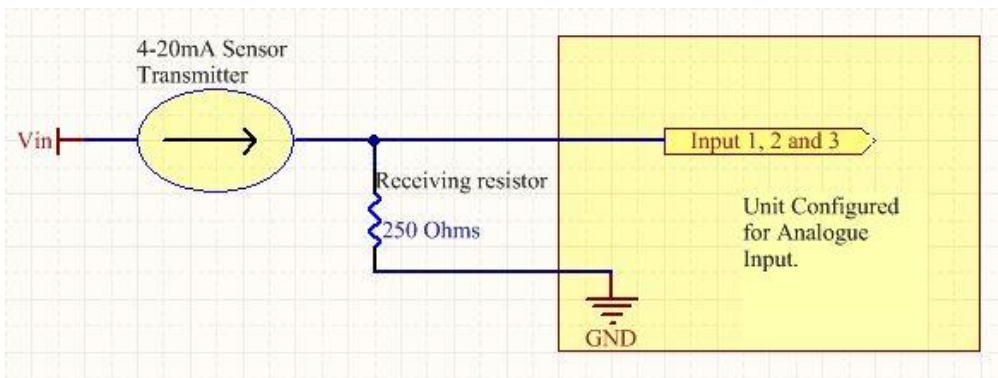 4-20mA Sensor
Transmitter
Vin
Input 1, 2 and 3
Receiving resistor
250 Ohms
Unit Configured
for Analogue
Input.
GND